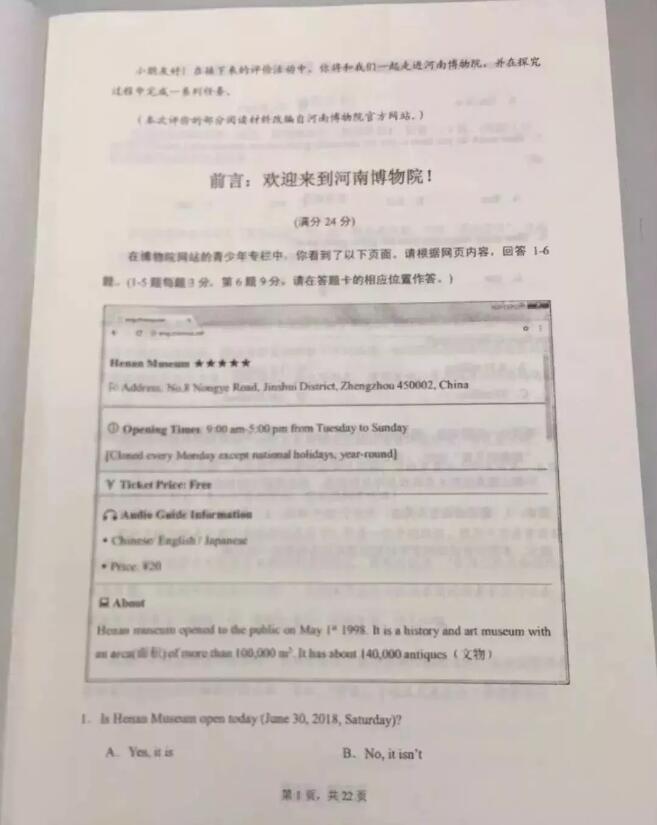 小朋友好！在接下来的评价活动中，你将和我们一起走进河南博物院，并在探究
过程中完成一系列任务。
（本次评价的部分阅读材料改编自河南博物院官方网站。）
前言：欢迎来到河南博物院！
(满分 24 分)
在博物院网站的青少年专栏中，你看到了以下页面。请根据网页内容，回答 1-6
题。(1-5 题每题 3 分，第 6 题 9 分，请在答题卡的相应位置作答。)
Henan Museum ★★★★★
Address: No.8 Nongye Road, Jinshui District, Zhengzhou 450002, China
Opening Times: 9:00 am-5:00 pm from Tuesday to Sunday
[Closed every Monday except national holidays, year-round]
Ticket Price: Free
Audio Guide Information
• Chinese/ English / Japanese
• Price: ¥20
About
Henan museum opened to the public on May 1st 1998. It is a history and art museum with
an area(面积) of more than 100,000 m². It has about 140,000 antiques（文物）
1. Is Henan Museum open today (June 30, 2018, Saturday)?
A. Yes, it is
B. No, it isn't
第 1 页，共 22 页